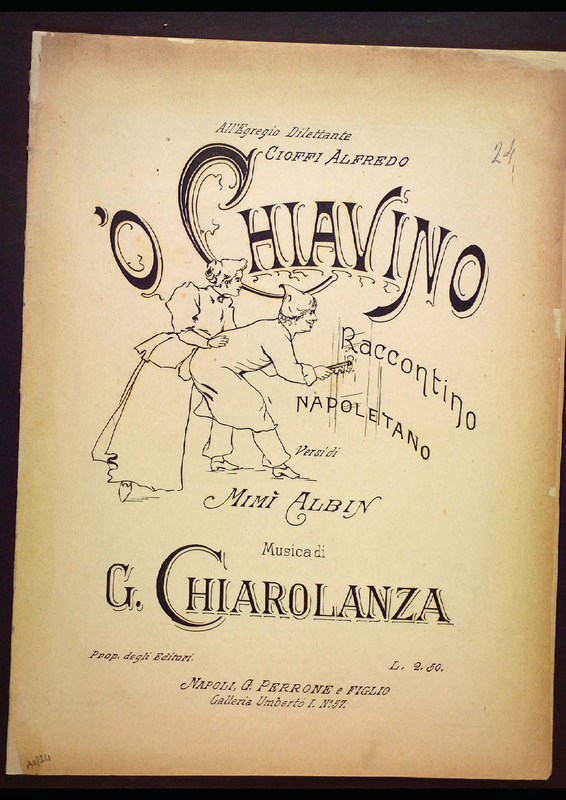 All'Egregio Dilettante
CIOFFI ALFREDO
24
'O CHIAVINO
Raccontino
NAPOLETANO
Versi di
MIMÌ ALBIN
Musica di
G. CHIAROLANZA
Prop. degli Editori.
L. 2.50.
NAPOLI, G. PERRONE e FIGLIO
Galleria Umberto I. N.º 57.